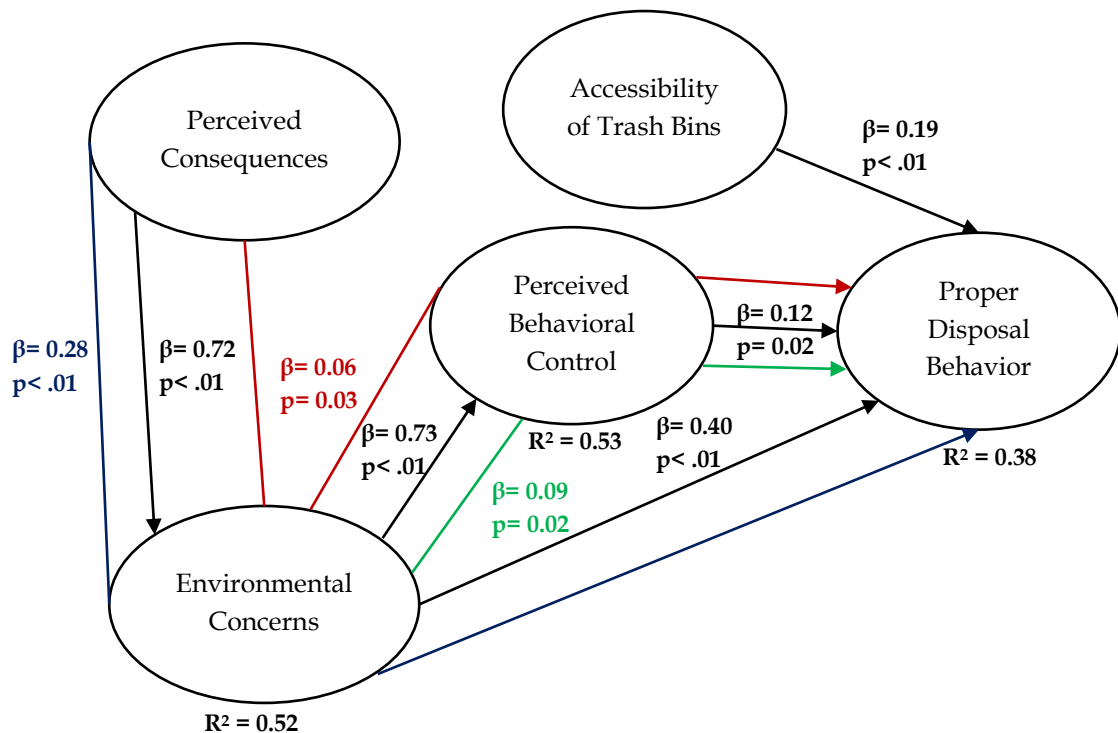 Perceived
Consequences
Accessibility
of Trash Bins
β= 0.19
p< .01
Perceived
Behavioral
Control
R² = 0.53
Proper
Disposal
Behavior
R² = 0.38
β= 0.12
p= 0.02
β= 0.28
p< .01
β= 0.72
p< .01
β= 0.06
p= 0.03
β= 0.73
p< .01
β= 0.40
p< .01
β= 0.09
p= 0.02
Environmental
Concerns
R² = 0.52